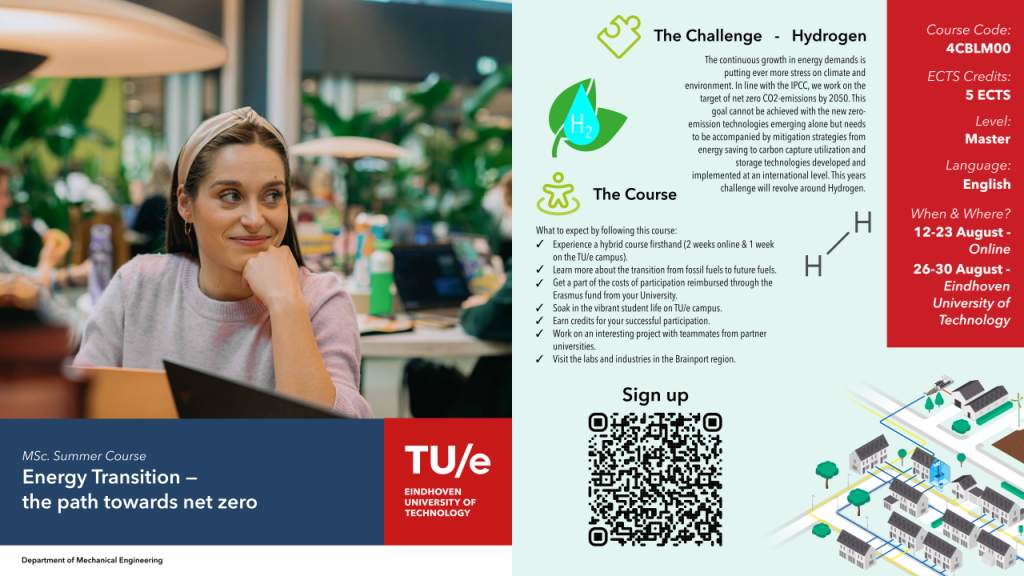 MSc. Summer Course
Energy Transition –
the path towards net zero
TU/e
EINDHOVEN
UNIVERSITY OF
TECHNOLOGY
Department of Mechanical Engineering
The Challenge - Hydrogen
The continuous growth in energy demands is
putting ever more stress on climate and
environment. In line with the IPCC, we work on the
target of net zero CO2-emissions by 2050. This
goal cannot be achieved with the new zero-
emission technologies emerging alone but needs
to be accompanied by mitigation strategies from
energy saving to carbon capture utilization and
storage technologies developed and
implemented at an international level. This years
challenge will revolve around Hydrogen.
H2
The Course
What to expect by following this course:
✓ Experience a hybrid course firsthand (2 weeks online & 1 week
on the TU/e campus).
✓ Learn more about the transition from fossil fuels to future fuels.
✓ Get a part of the costs of participation reimbursed through the
Erasmus fund from your University.
✓ Soak in the vibrant student life on TU/e campus.
✓ Earn credits for your successful participation.
✓ Work on an interesting project with teammates from partner
universities.
✓ Visit the labs and industries in the Brainport region.
H
H
Sign up
Course Code:
4CBLM00
ECTS Credits:
5 ECTS
Level:
Master
Language:
English
When & Where?
12-23 August -
Online
26-30 August -
Eindhoven
University of
Technology